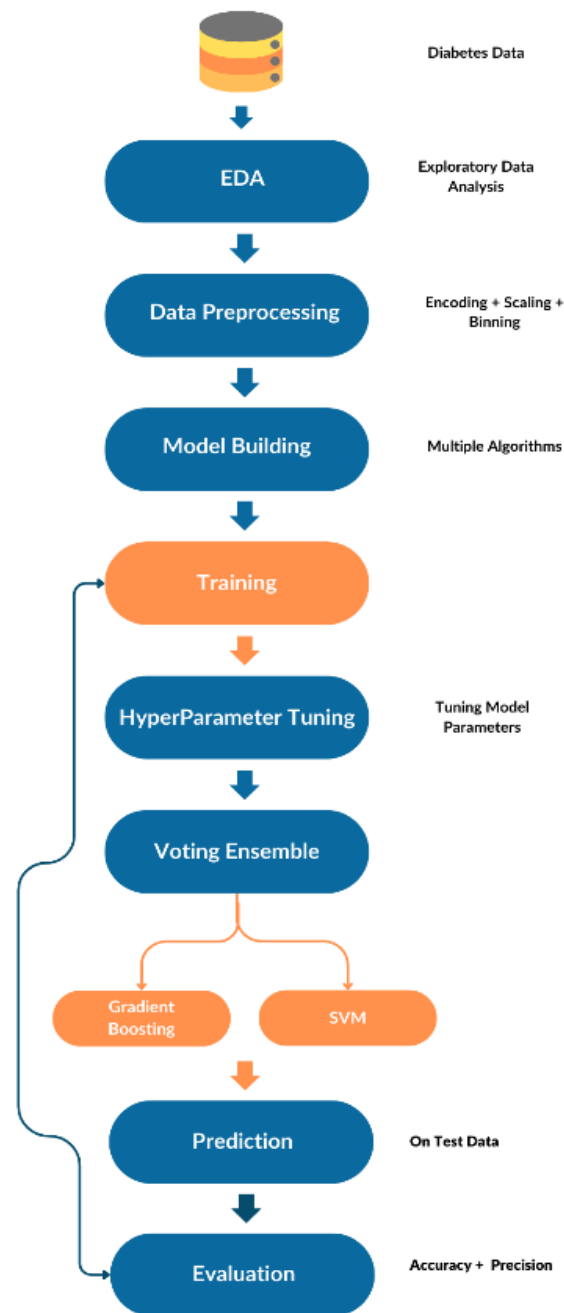 Diabetes Data
EDA
Exploratory Data
Analysis
Data Preprocessing
Encoding + Scaling +
Binning
Model Building
Multiple Algorithms
Training
HyperParameter Tuning
Tuning Model
Parameters
Voting Ensemble
Gradient
Boosting
SVM
Prediction
On Test Data
Evaluation
Accuracy + Precision